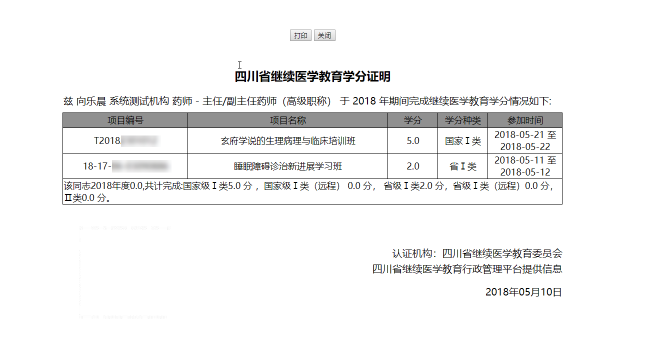 打印 关闭
四川省继续医学教育学分证明
兹 向乐晨 系统测试机构 药师 - 主任/副主任药师（高级职称） 于 2018 年期间完成继续医学教育学分情况如下:
项目编号 项目名称 学分 学分种类 参加时间
T2018 玄府学说的生理病理与临床培训班 5.0 国家Ⅰ类 2018-05-21 至
2018-05-22
18-17- 睡眠障碍诊治新进展学习班 2.0 省Ⅰ类 2018-05-11 至
2018-05-12
该同志2018年度0.0,共计完成:国家级Ⅰ类5.0 分 ，国家级Ⅰ类（远程） 0.0 分， 省级Ⅰ类2.0 分，省级Ⅰ类（远程）0.0 分，
Ⅱ类0.0 分。
认证机构：四川省继续医学教育委员会
四川省继续医学教育行政管理平台提供信息
2018年05月10日